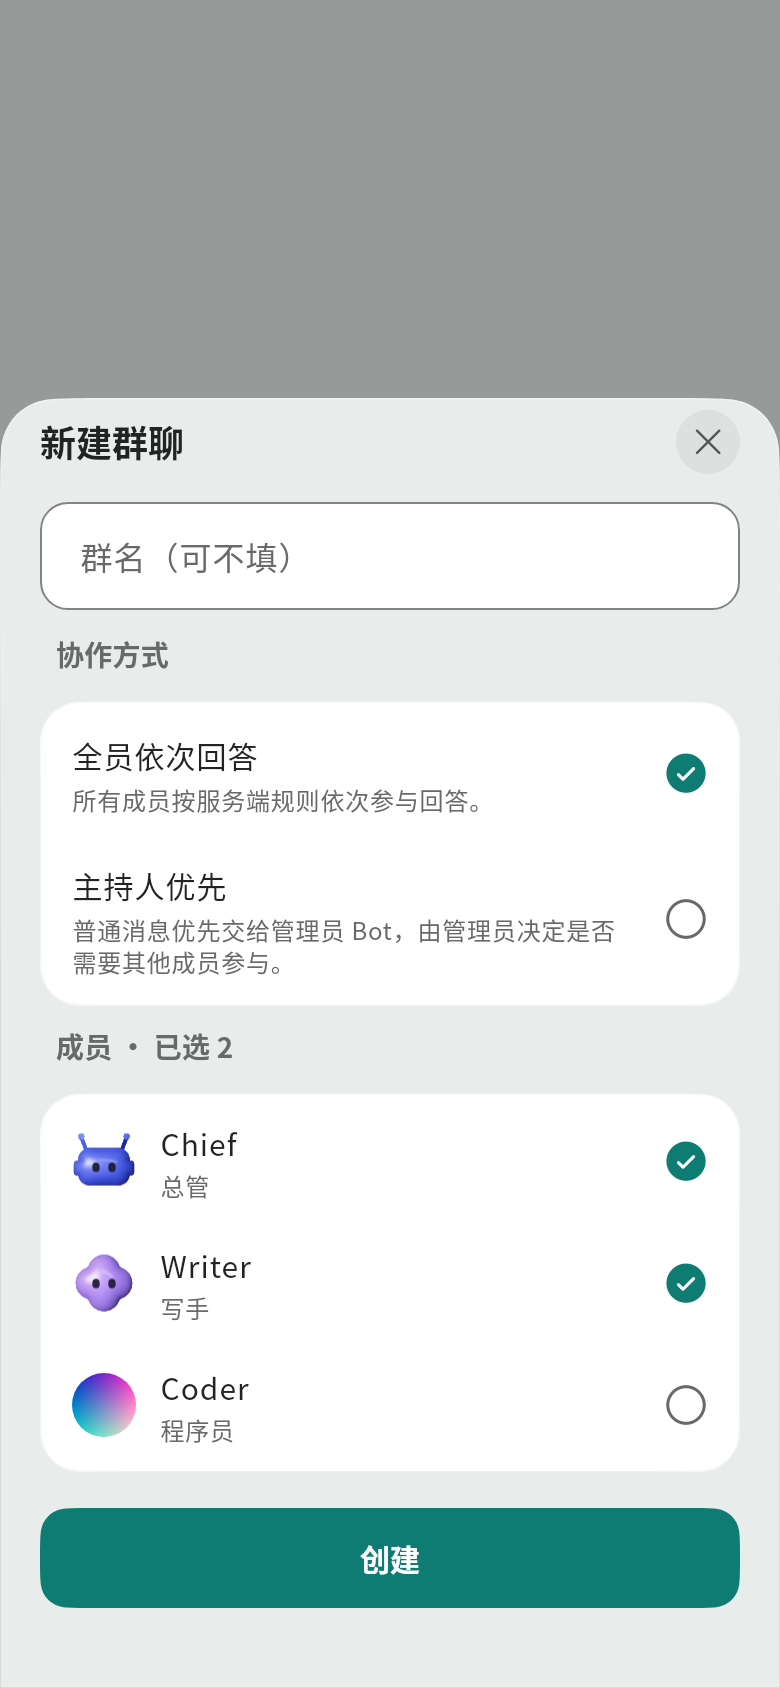 新建群聊
群名（可不填）
协作方式
全员依次回答
所有成员按服务端规则依次参与回答。
主持人优先
普通消息优先交给管理员 Bot，由管理员决定是否
需要其他成员参与。
成员 · 已选 2
Chief
总管
Writer
写手
Coder
程序员
创建